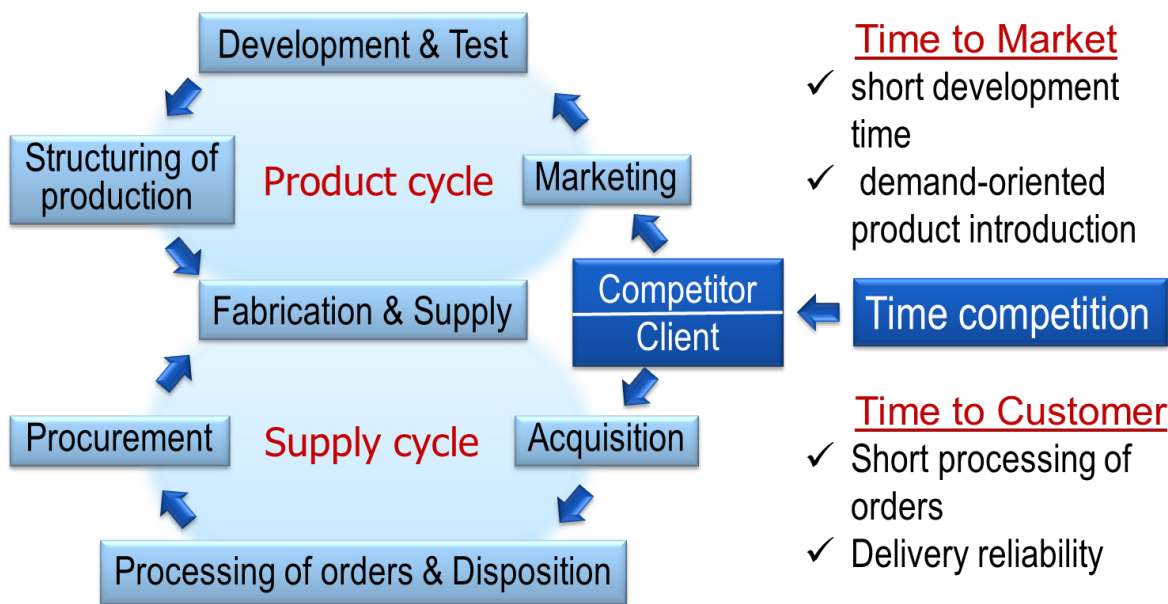 Development & Test
Structuring of
production
Product cycle
Marketing
Fabrication & Supply
Competitor
Client
Procurement
Supply cycle
Acquisition
Processing of orders & Disposition
Time to Market
✓ short development
time
✓ demand-oriented
product introduction
Time competition
Time to Customer
✓ Short processing of
orders
✓ Delivery reliability